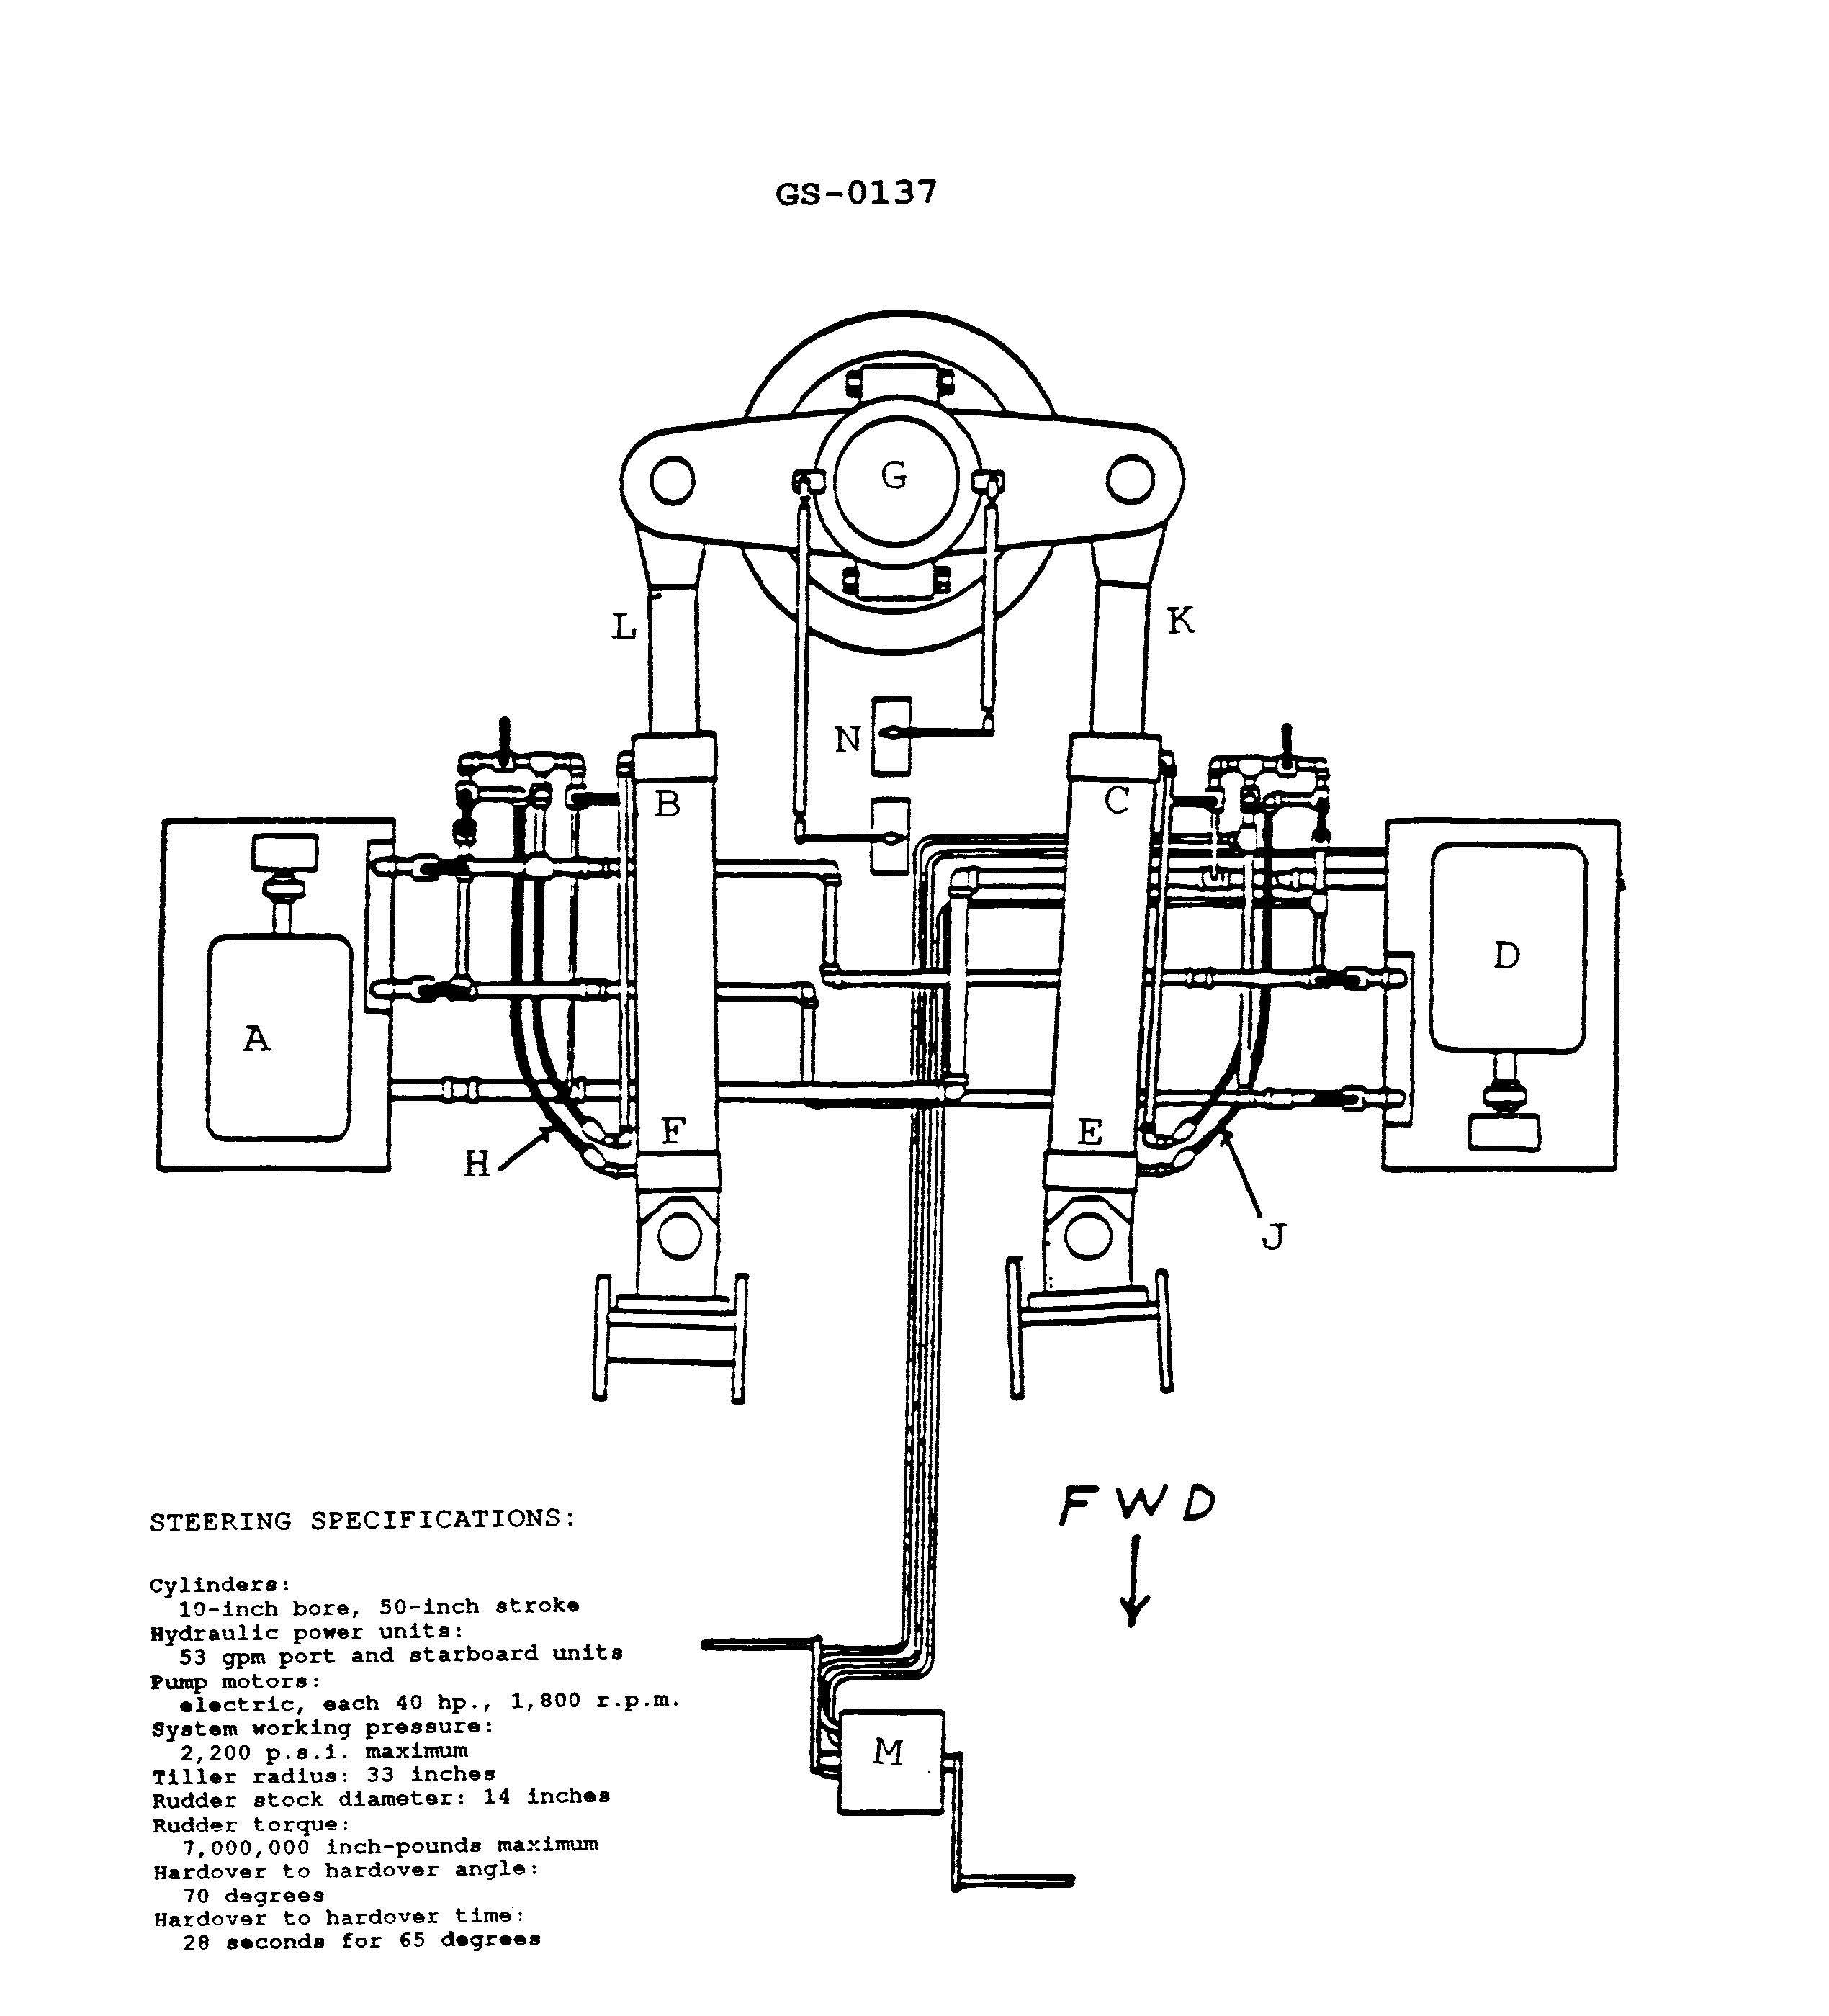 GS-0137
G
L
K
N
B
C
D
A
F
E
H
J
FWD
M
STEERING SPECIFICATIONS:
Cylinders:
10-inch bore, 50-inch stroke
Hydraulic power units:
53 gpm port and starboard units
Pump motors:
electric, each 40 hp., 1,800 r.p.m.
System working pressure:
2,200 p.s.i. maximum
Tiller radius: 33 inches
Rudder stock diameter: 14 inches
Rudder torque:
7,000,000 inch-pounds maximum
Hardover to hardover angle:
70 degrees
Hardover to hardover time:
28 seconds for 65 degrees